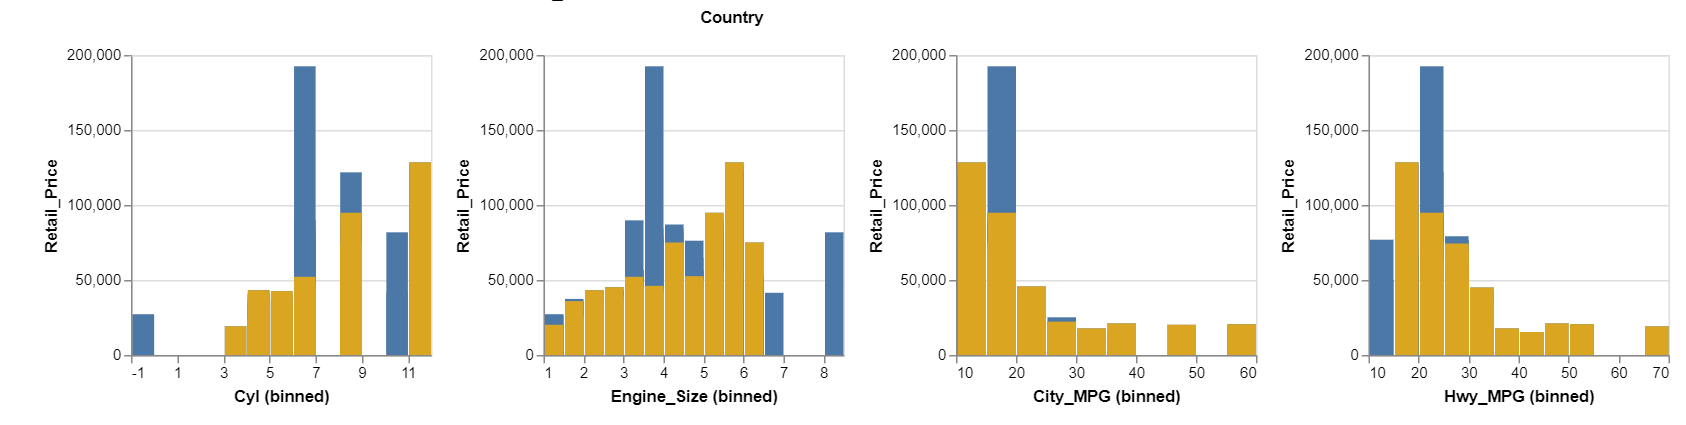 Country
200,000
150,000
100,000
50,000
0
Retail_Price
-1 1 3 5 7 9 11
Cyl (binned)
200,000
150,000
100,000
50,000
0
Retail_Price
1 2 3 4 5 6 7 8
Engine_Size (binned)
200,000
150,000
100,000
50,000
0
Retail_Price
10 20 30 40 50 60
City_MPG (binned)
200,000
150,000
100,000
50,000
0
Retail_Price
10 20 30 40 50 60 70
Hwy_MPG (binned)